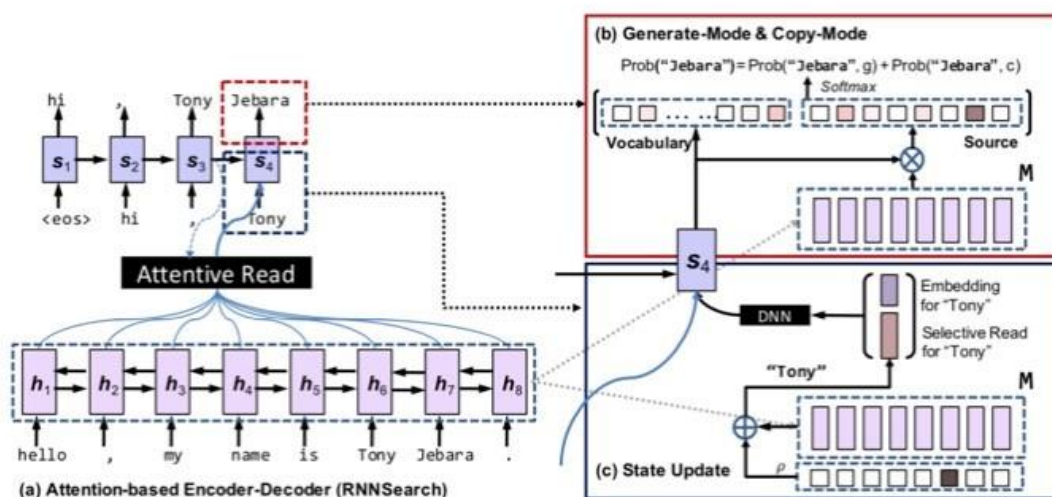 hi , Tony Jebara
s1 s2 s3 s4
<eos> hi , Tony
Attentive Read
h1 h2 h3 h4 h5 h6 h7 h8
hello , my name is Tony Jebara .
(a) Attention-based Encoder-Decoder (RNNSearch)
(b) Generate-Mode & Copy-Mode
Prob("Jebara") = Prob("Jebara", g) + Prob("Jebara", c)
Softmax
... ...
Vocabulary Source
M
s4
Embedding
for "Tony"
DNN
Selective Read
for "Tony"
"Tony"
M
ρ
(c) State Update